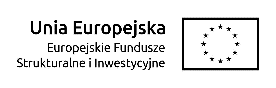 Unia Europejska
Europejskie Fundusze
Strukturalne i Inwestycyjne